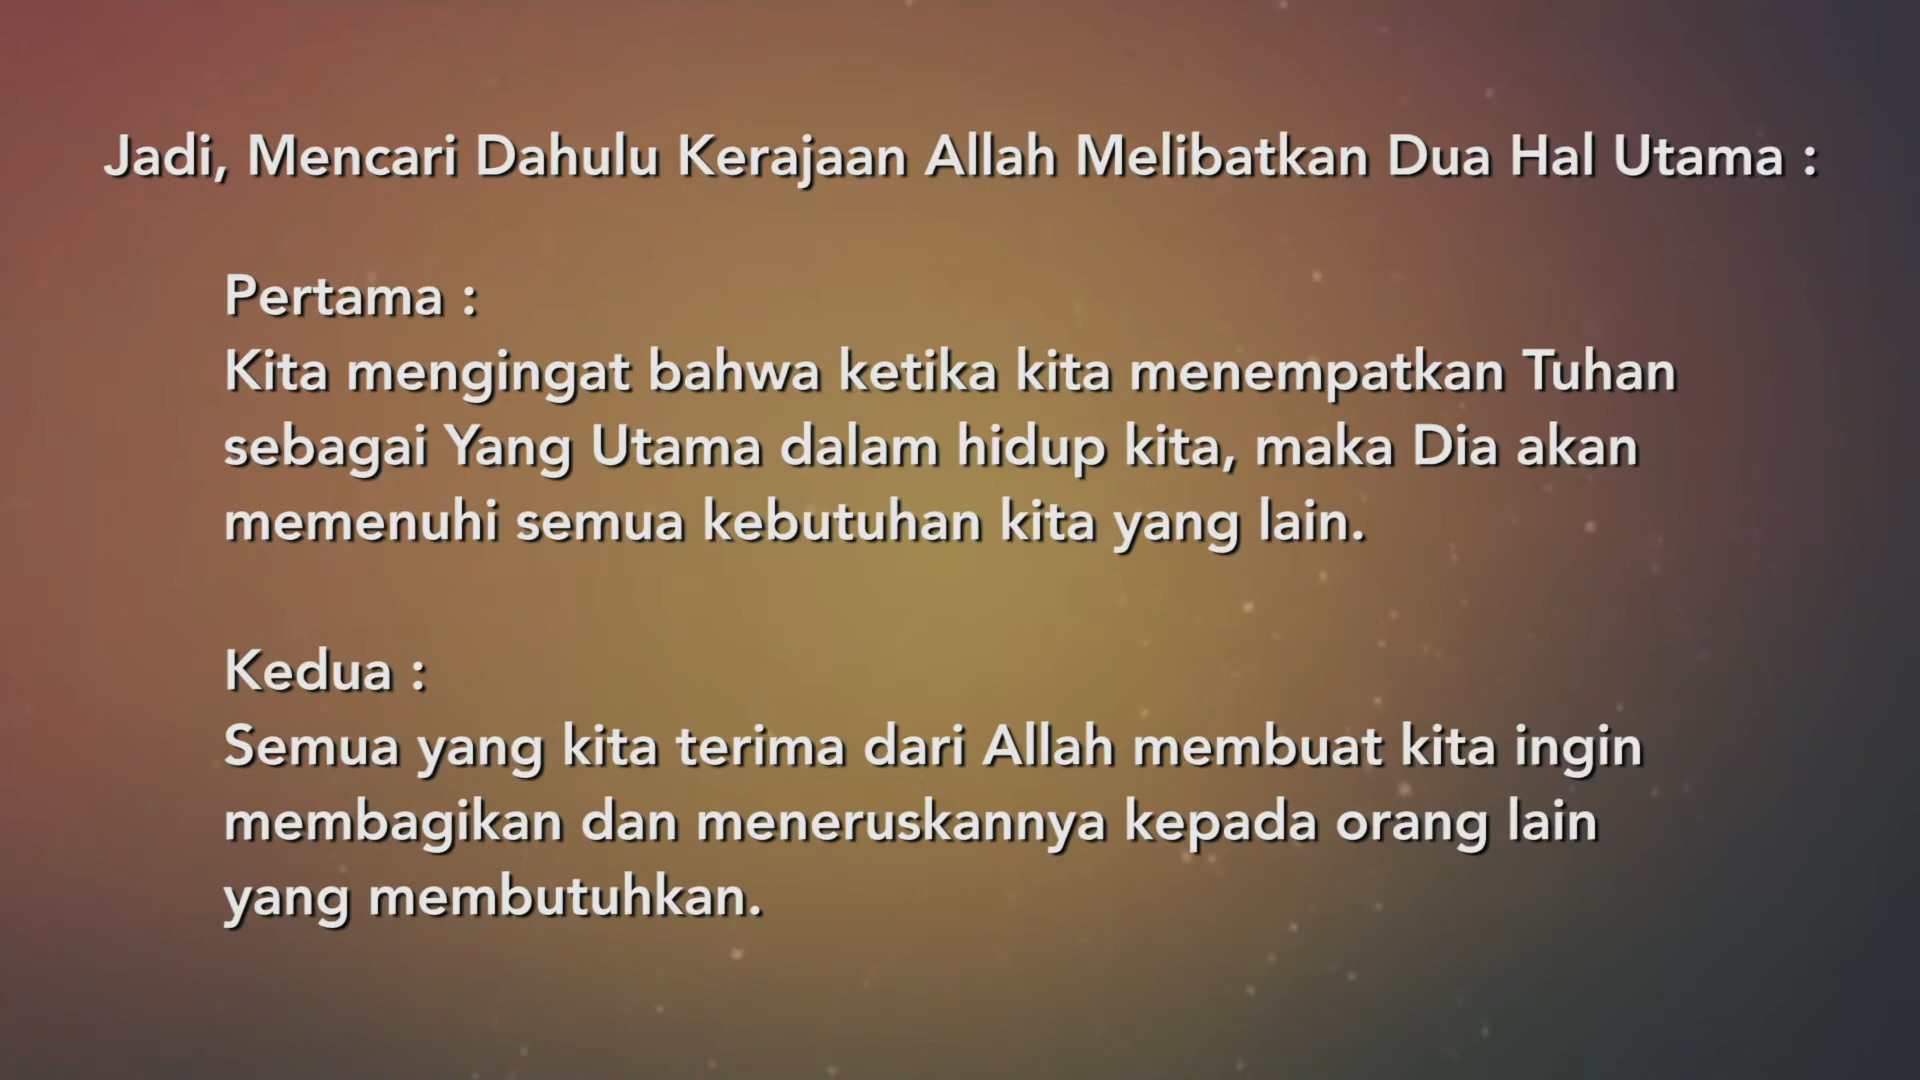 Jadi, Mencari Dahulu Kerajaan Allah Melibatkan Dua Hal Utama :
Pertama :
Kita mengingat bahwa ketika kita menempatkan Tuhan
sebagai Yang Utama dalam hidup kita, maka Dia akan
memenuhi semua kebutuhan kita yang lain.
Kedua :
Semua yang kita terima dari Allah membuat kita ingin
membagikan dan meneruskannya kepada orang lain
yang membutuhkan.